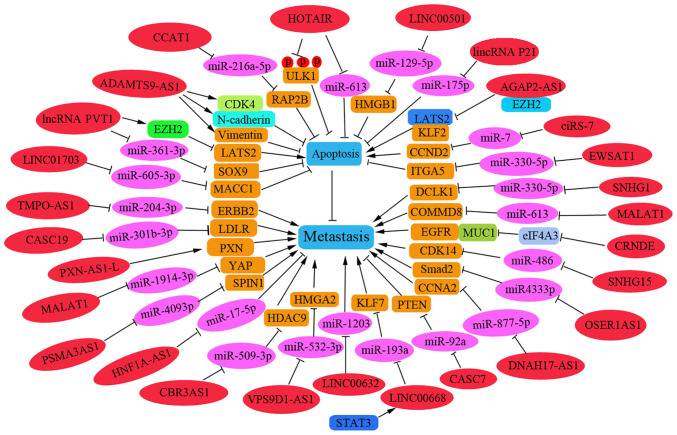 HOTAIR
LINC00501
CCAT1
lincRNA P21
miR-216a-5p
p p p
ULK1
miR-129-5p
ADAMTS9-AS1
miR-613
miR-175p
AGAP2-AS1
CDK4
RAP2B
HMGB1
EZH2
N-cadherin
LATS2
lncRNA PVT1
EZH2
Vimentin
KLF2
miR-7
ciRS-7
miR-361-3p
LATS2
Apoptosis
CCND2
LINC01703
SOX9
ITGA5
miR-330-5p
EWSAT1
miR-605-3p
MACC1
DCLK1
miR-330-5p
SNHG1
TMPO-AS1
miR-204-3p
ERBB2
COMMD8
miR-613
MALAT1
CASC19
miR-301b-3p
LDLR
Metastasis
EGFR
MUC1
eIF4A3
CRNDE
PXN-AS1-L
PXN
CDK14
miR-486
MALAT1
miR-1914-3p
YAP
Smad2
SNHG15
SPIN1
CCNA2
miR4333p
PSMA3AS1
miR-4093p
HMGA2
KLF7
PTEN
OSER1AS1
HNF1A-AS1
miR-17-5p
HDAC9
miR-1203
miR-877-5p
CBR3AS1
miR-509-3p
miR-532-3p
miR-193a
miR-92a
DNAH17-AS1
VPS9D1-AS1
LINC00632
LINC00668
CASC7
STAT3